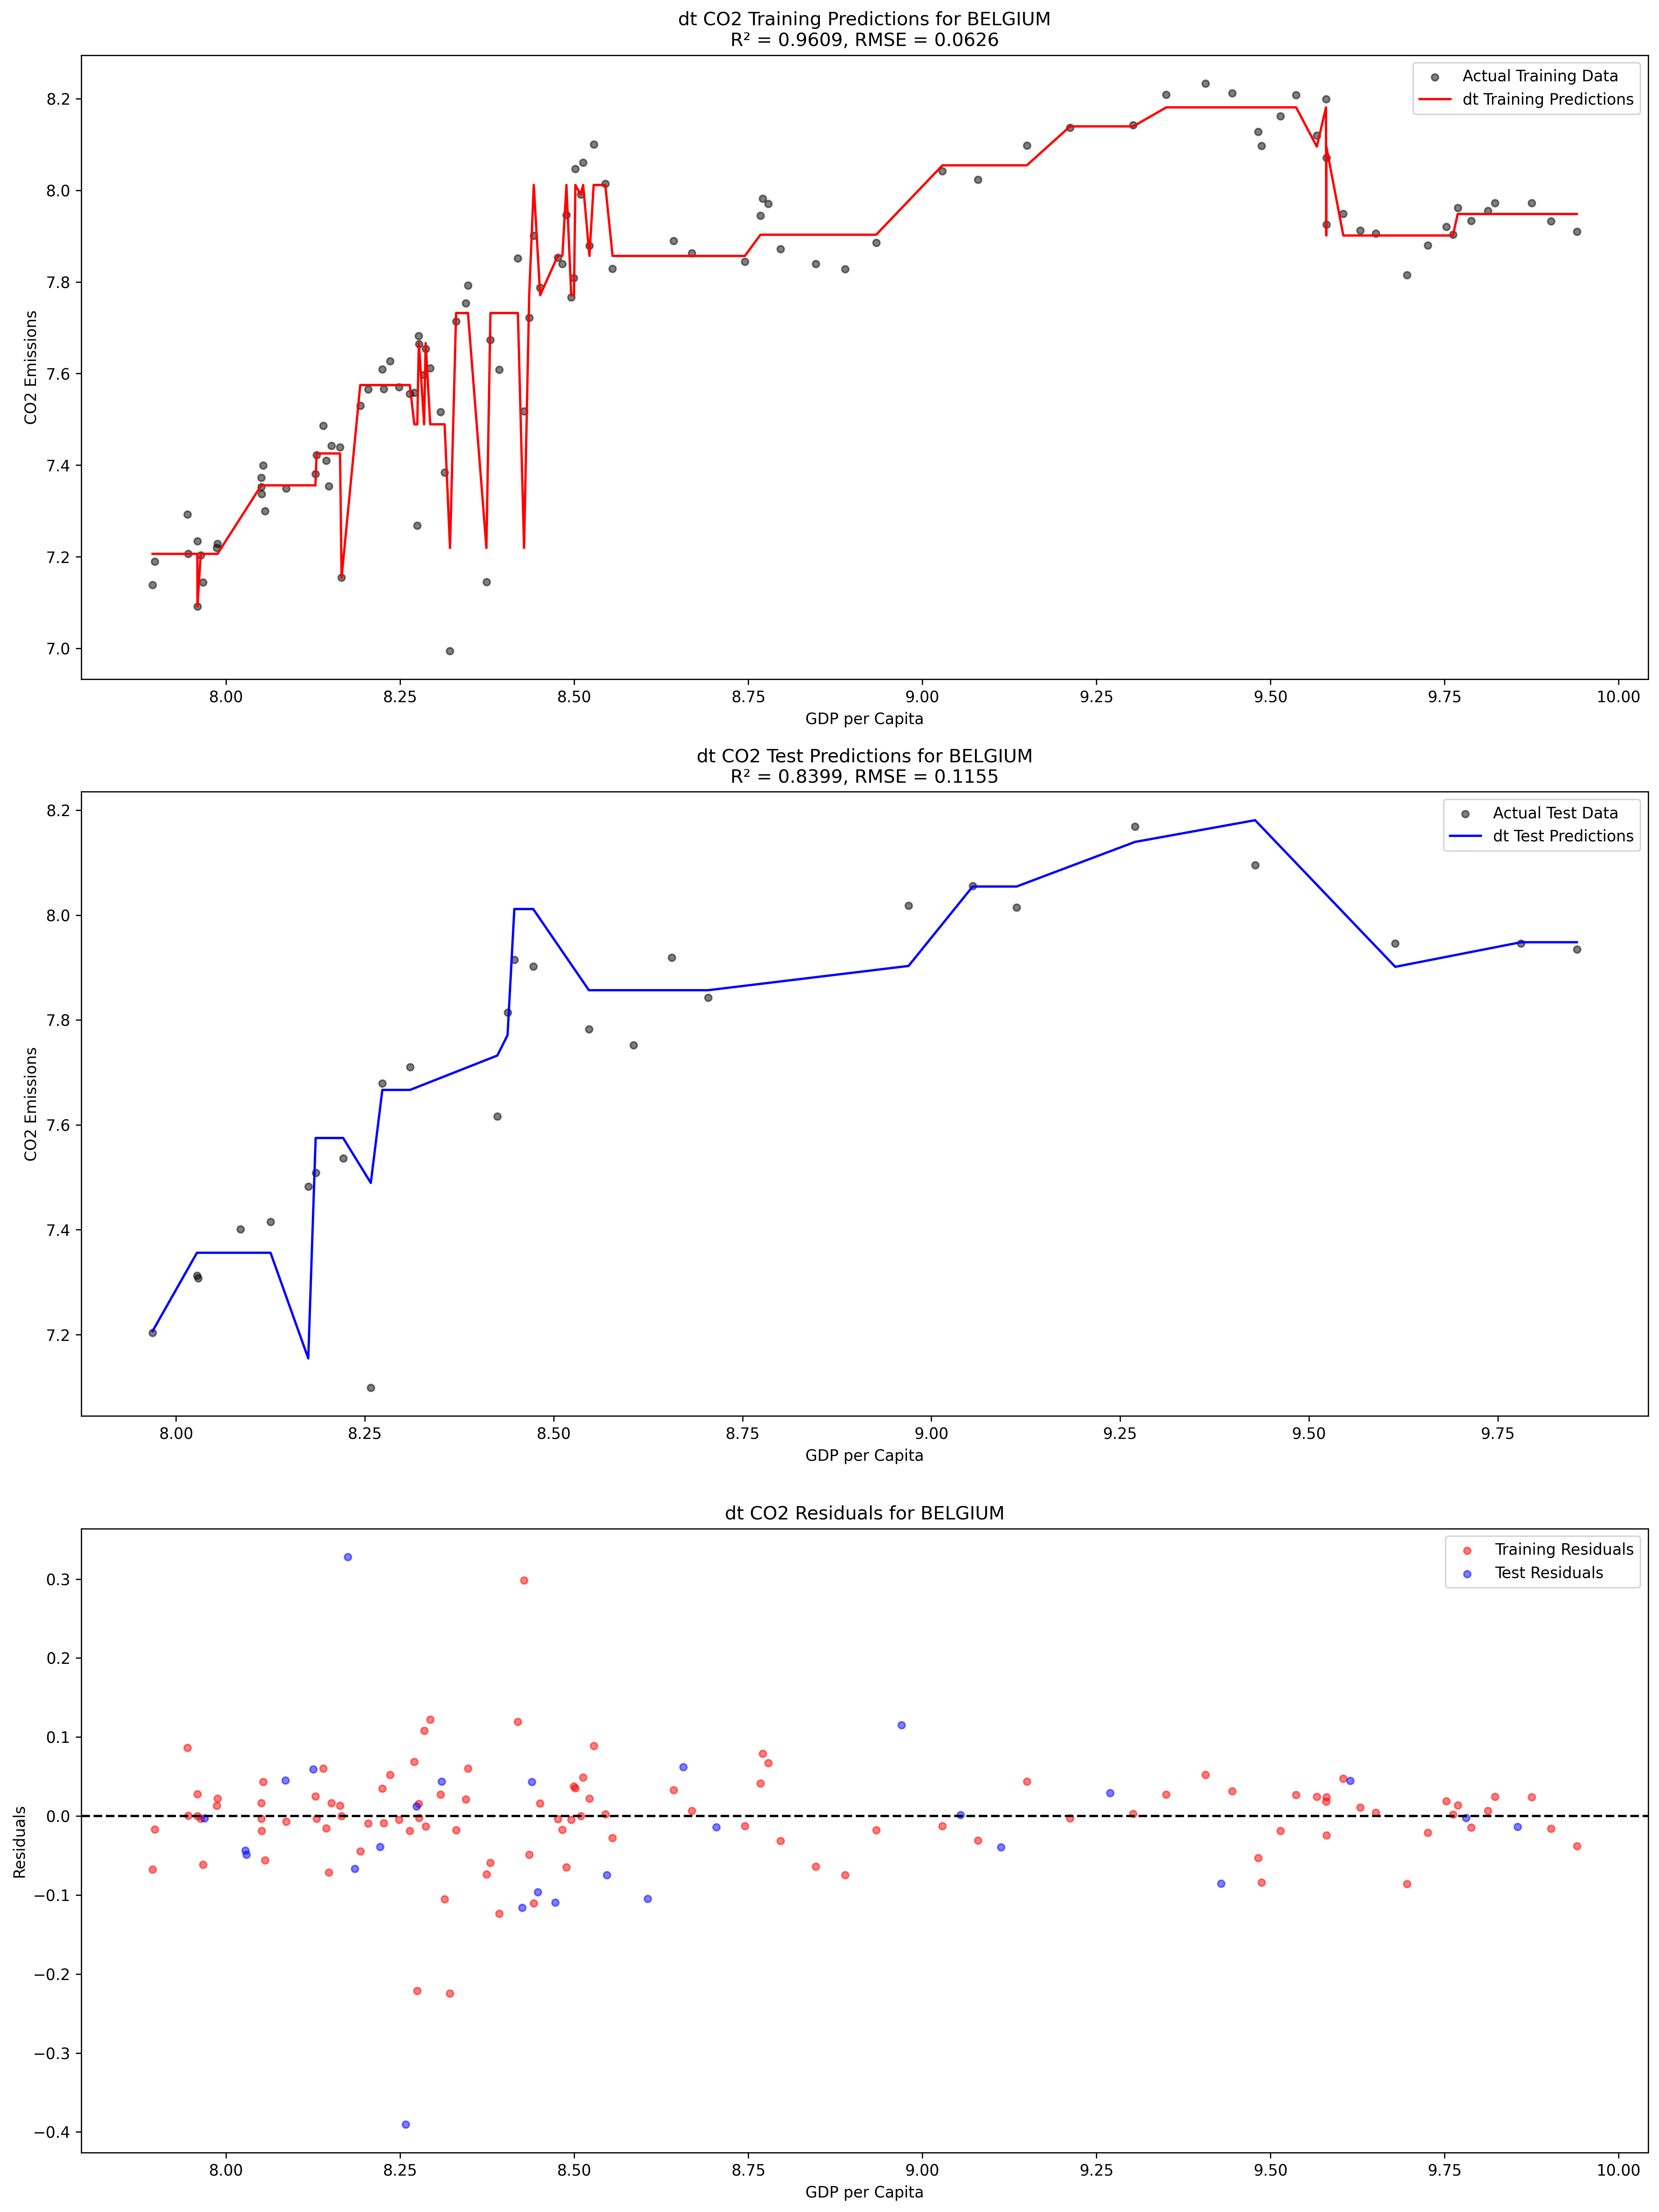 dt CO2 Training Predictions for BELGIUM
R² = 0.9609, RMSE = 0.0626
Actual Training Data
dt Training Predictions
CO2 Emissions
8.2
8.0
7.8
7.6
7.4
7.2
7.0
8.00 8.25 8.50 8.75 9.00 9.25 9.50 9.75 10.00
GDP per Capita
dt CO2 Test Predictions for BELGIUM
R² = 0.8399, RMSE = 0.1155
Actual Test Data
dt Test Predictions
CO2 Emissions
8.2
8.0
7.8
7.6
7.4
7.2
8.00 8.25 8.50 8.75 9.00 9.25 9.50 9.75
GDP per Capita
dt CO2 Residuals for BELGIUM
Training Residuals
Test Residuals
Residuals
0.3
0.2
0.1
0.0
−0.1
−0.2
−0.3
−0.4
8.00 8.25 8.50 8.75 9.00 9.25 9.50 9.75 10.00
GDP per Capita